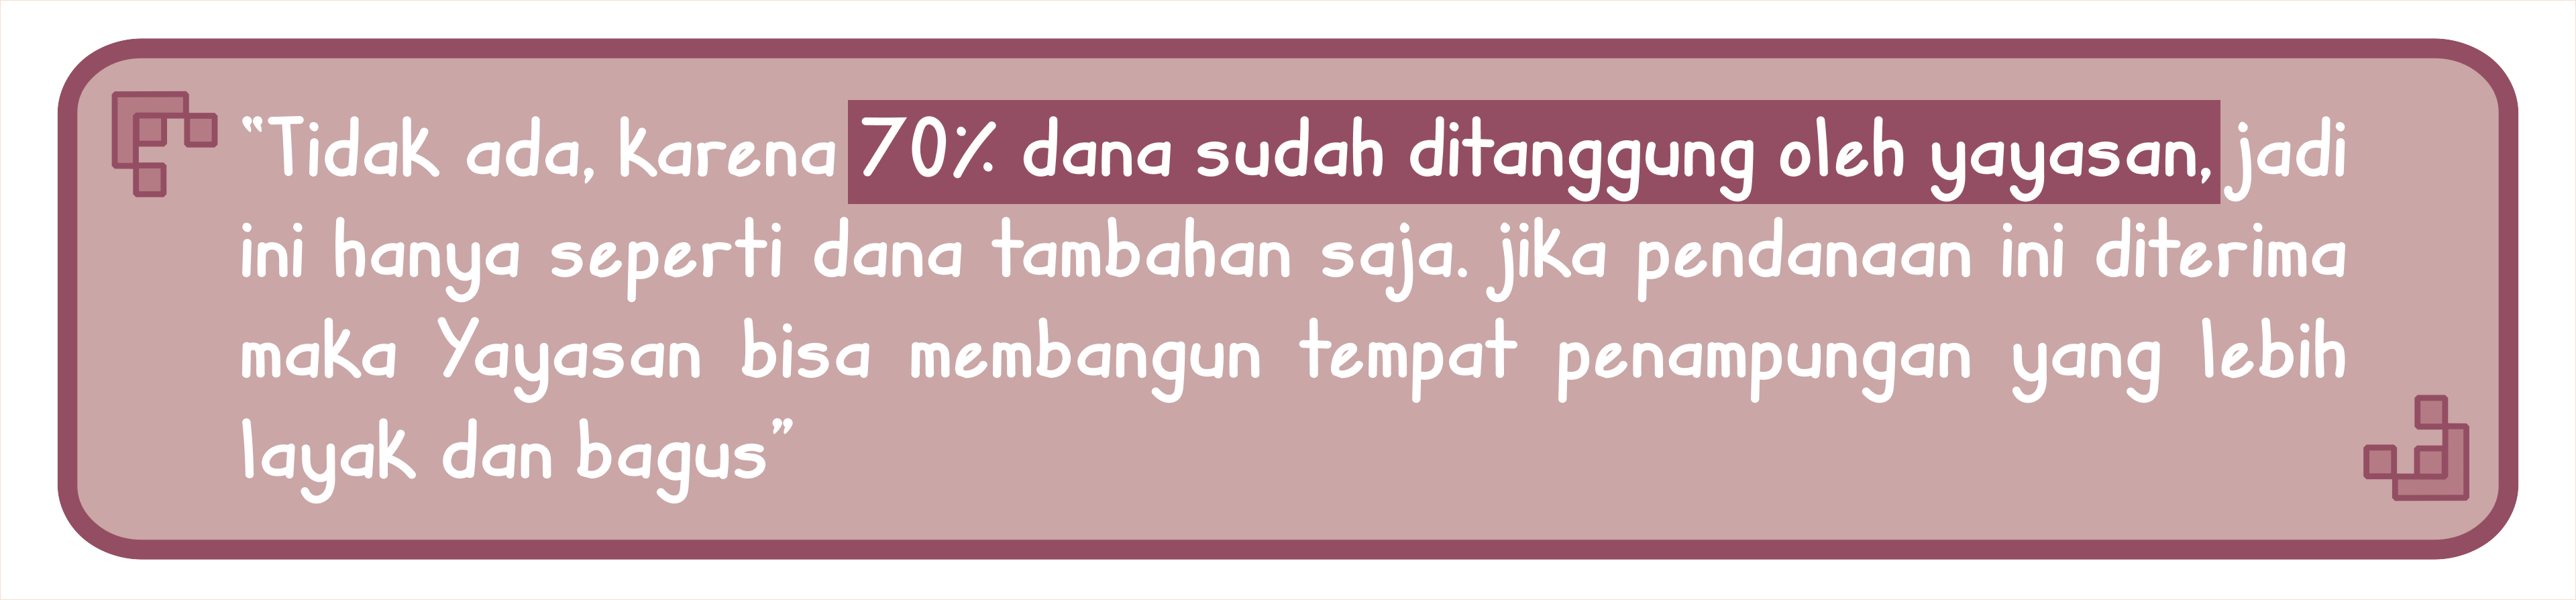 “Tidak ada, karena 70% dana sudah ditanggung oleh yayasan, jadi
ini hanya seperti dana tambahan saja. jika pendanaan ini diterima
maka Yayasan bisa membangun tempat penampungan yang lebih
layak dan bagus”